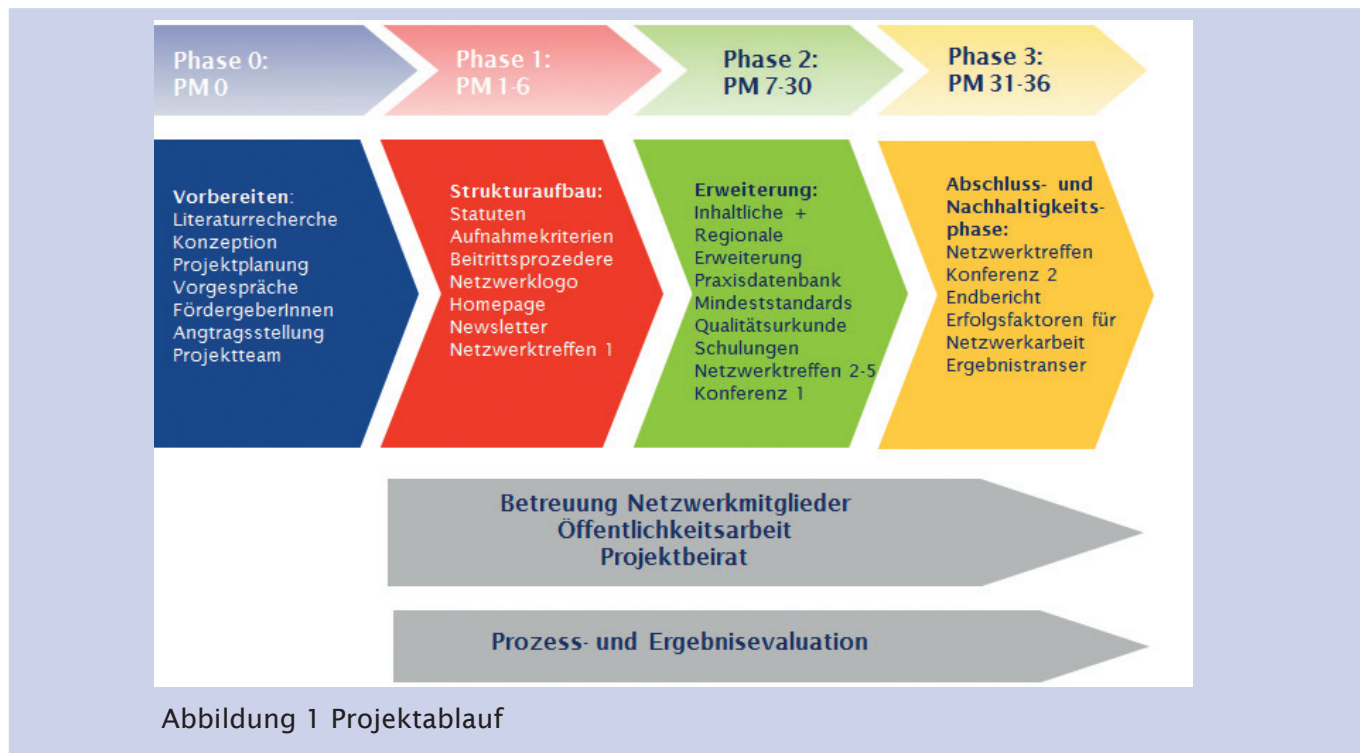 Phase 0:
PM 0
Phase 1:
PM 1-6
Phase 2:
PM 7-30
Phase 3:
PM 31-36
Vorbereiten:
Literaturrecherche
Konzeption
Projektplanung
Vorgespräche
FördergeberInnen
Angtragsstellung
Projektteam
Strukturaufbau:
Statuten
Aufnahmekriterien
Beitrittsprozedere
Netzwerklogo
Homepage
Newsletter
Netzwerktreffen 1
Erweiterung:
Inhaltliche +
Regionale
Erweiterung
Praxisdatenbank
Mindeststandards
Qualitätsurkunde
Schulungen
Netzwerktreffen 2-5
Konferenz 1
Abschluss- und
Nachhaltigkeits-
phase:
Netzwerktreffen
Konferenz 2
Endbericht
Erfolgsfaktoren für
Netzwerkarbeit
Ergebnistranser
Betreuung Netzwerkmitglieder
Öffentlichkeitsarbeit
Projektbeirat
Prozess- und Ergebnisevaluation
Abbildung 1 Projektablauf